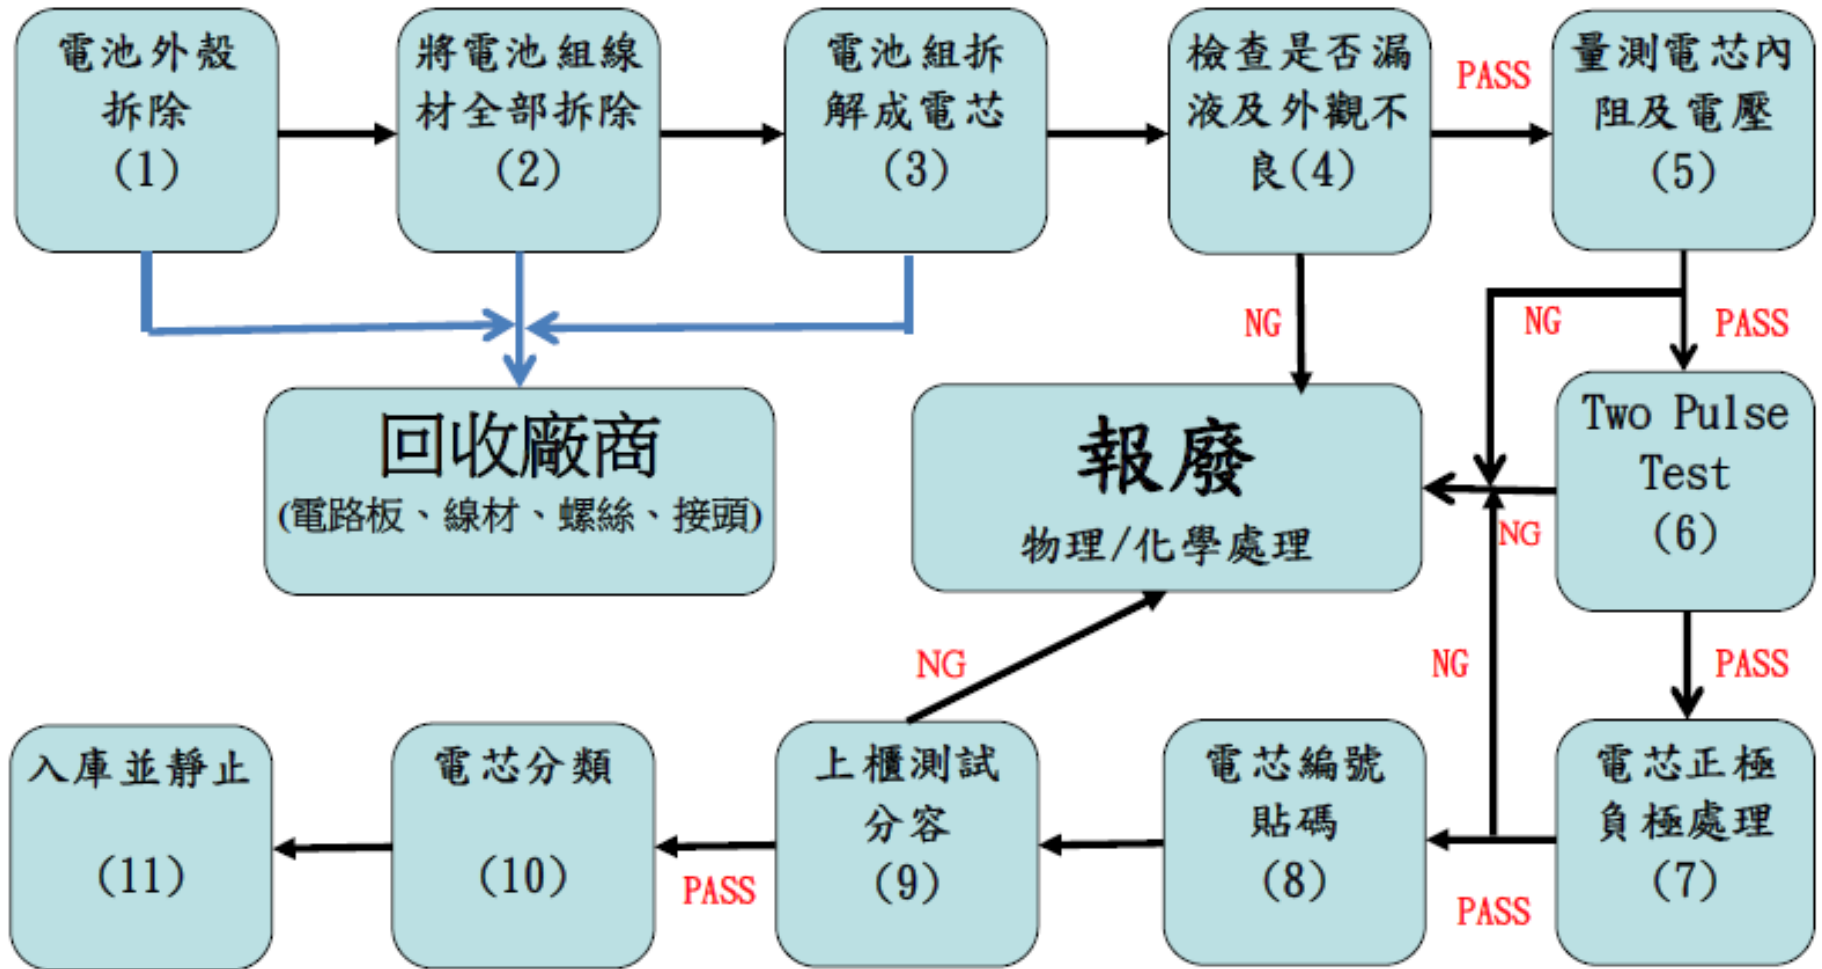 電池外殼
拆除
(1)
將電池組線
材全部拆除
(2)
電池組拆
解成電芯
(3)
檢查是否漏
液及外觀不
良(4)
PASS
量測電芯內
阻及電壓
(5)
NG
NG
PASS
回收廠商
(電路板、線材、螺絲、接頭)
報廢
物理/化學處理
NG
Two Pulse
Test
(6)
NG
NG
PASS
入庫並靜止
(11)
電芯分類
(10)
PASS
上櫃測試
分容
(9)
電芯編號
貼碼
(8)
PASS
電芯正極
負極處理
(7)